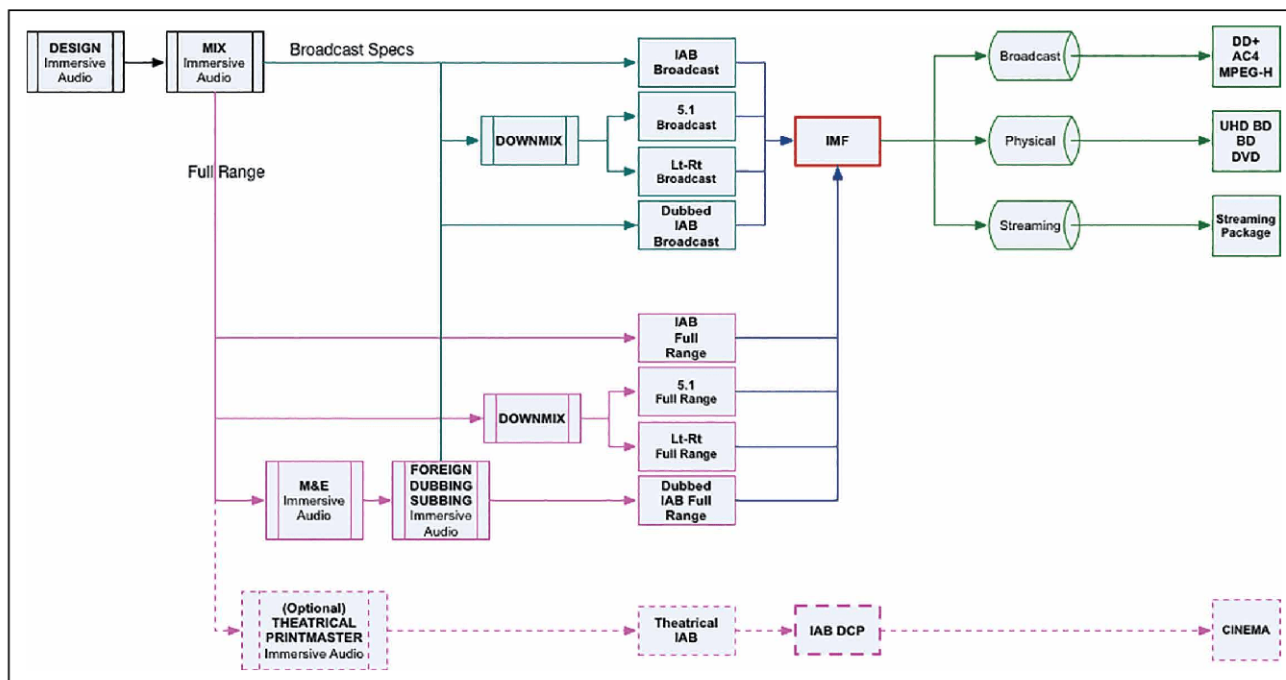 DESIGN
Immersive
Audio
MIX
Immersive
Audio
Broadcast Specs
Full Range
DOWNMIX
IAB
Broadcast
5.1
Broadcast
Lt-Rt
Broadcast
Dubbed
IAB
Broadcast
IMF
Broadcast
Physical
Streaming
DD+
AC4
MPEG-H
UHD BD
BD
DVD
Streaming
Package
IAB
Full
Range
DOWNMIX
5.1
Full Range
Lt-Rt
Full Range
M&E
Immersive
Audio
FOREIGN
DUBBING
SUBBING
Immersive
Audio
Dubbed
IAB Full
Range
(Optional)
THEATRICAL
PRINTMASTER
Immersive Audio
Theatrical
IAB
IAB DCP
CINEMA